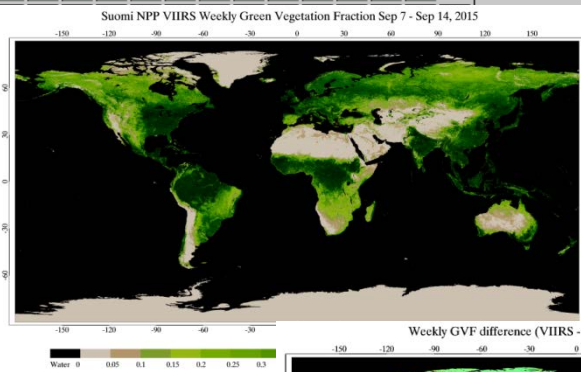 Suomi NPP VIIRS Weekly Green Vegetation Fraction Sep 7 - Sep 14, 2015
-150 -120 -90 -60 -30 0 30 60 90 120 150
60
30
0
-30
-60
-150 -120 -90 -60 -30
Weekly GVF difference (VIIRS -
-150 -120 -90 -60 -30 0
Water 0 0.05 0.1 0.15 0.2 0.25 0.3